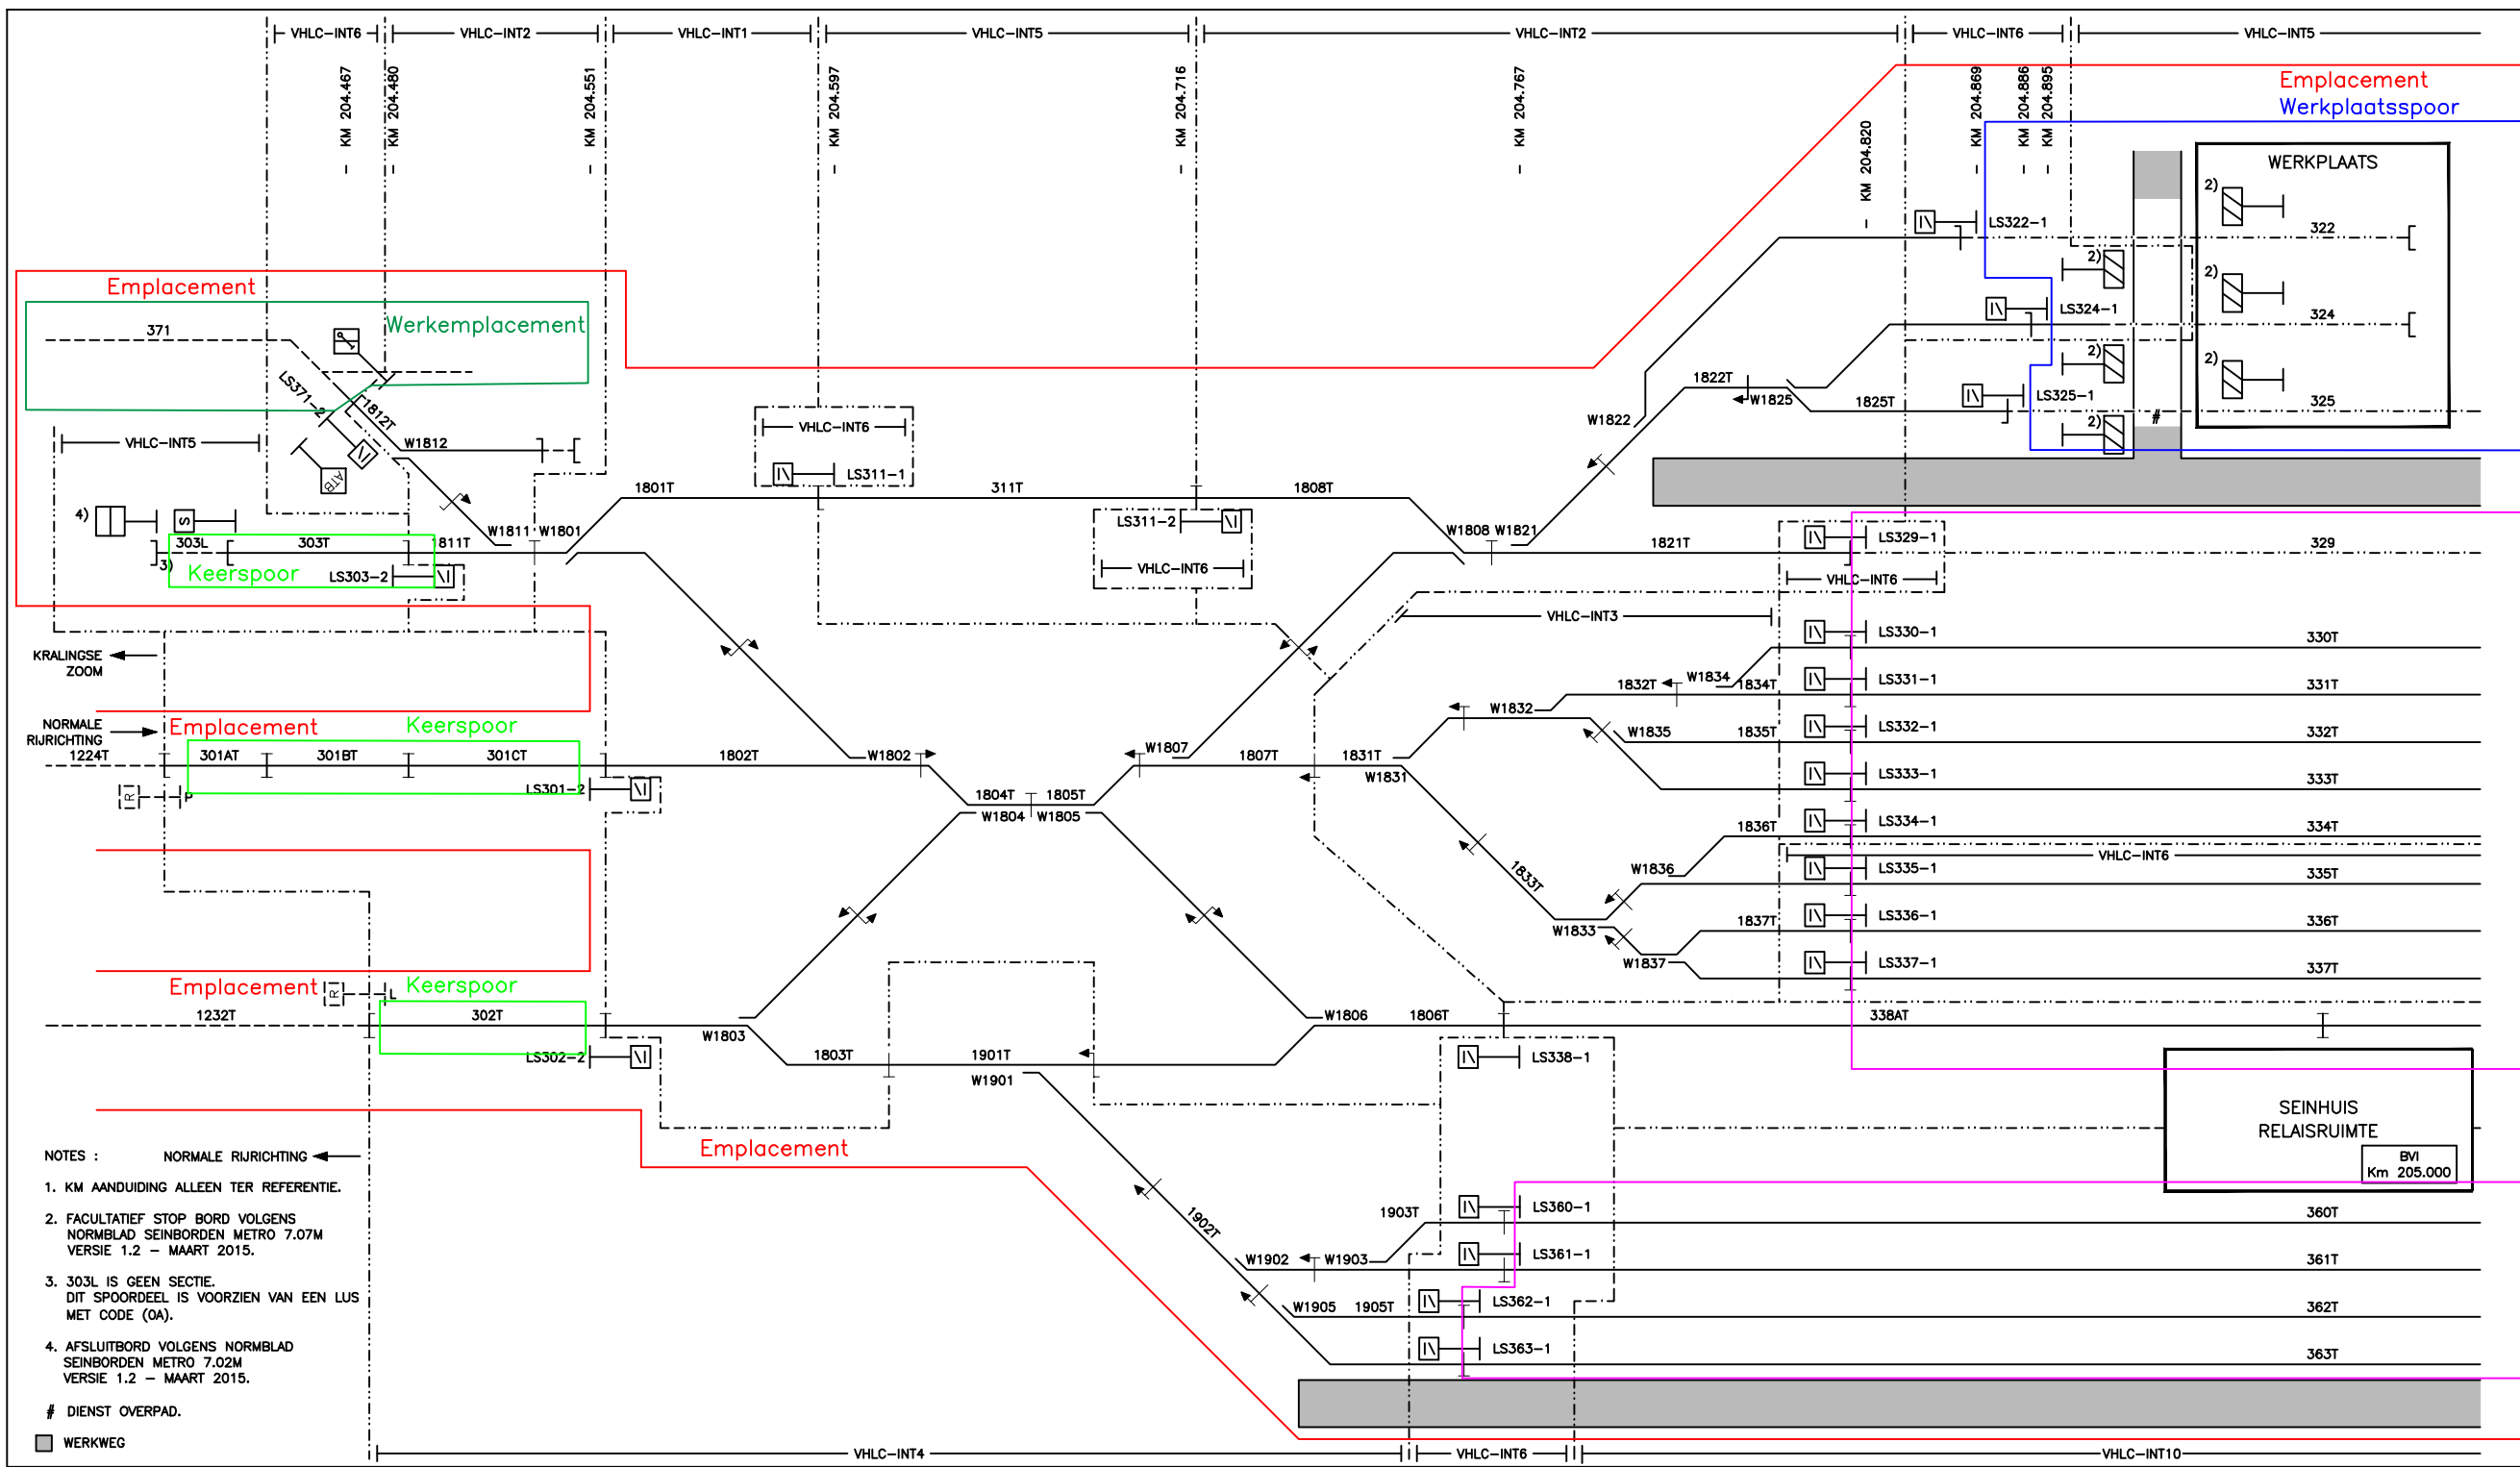 VHLC-INT6
VHLC-INT2
VHLC-INT1
VHLC-INT5
VHLC-INT2
VHLC-INT6
VHLC-INT5
KM 204.467
KM 204.480
KM 204.551
KM 204.597
KM 204.716
KM 204.767
KM 204.820
KM 204.869
KM 204.886
KM 204.895
Emplacement
Werkplaatsspoor
WERKPLAATS
2)
322
2)
324
2)
325
LS322-1
2)
LS324-1
2)
LS325-1
2)
#
Emplacement
Werkemplacement
371
LS371-2
1812T
W1812
ATB
VHLC-INT5
VHLC-INT6
LS311-1
1822T
W1825
1825T
W1822
4)
S
303L
303T
1811T
3)
Keerspoor
LS303-2
W1811
W1801
1801T
311T
LS311-2
VHLC-INT6
1808T
W1808
W1821
1821T
LS329-1
329
VHLC-INT6
VHLC-INT3
KRALINGSE
ZOOM
NORMALE
RIJRICHTING
1224T
Emplacement
Keerspoor
301AT
301BT
301CT
R
P
LS301-2
1802T
W1802
W1807
1807T
1831T
W1831
1804T
1805T
W1804
W1805
W1832
1832T
W1834
1834T
W1835
1835T
LS330-1
330T
LS331-1
331T
LS332-1
332T
LS333-1
333T
LS334-1
334T
1836T
VHLC-INT6
W1836
LS335-1
335T
1833T
W1833
1837T
LS336-1
336T
W1837
LS337-1
337T
Emplacement
R
L
Keerspoor
1232T
302T
LS302-2
W1803
1803T
1901T
W1901
W1806
1806T
338AT
LS338-1
Emplacement
SEINHUIS
RELAISRUIMTE
BVI
Km 205.000
1902T
W1902
W1903
1903T
LS360-1
360T
LS361-1
361T
W1905
1905T
LS362-1
362T
LS363-1
363T
NOTES :
NORMALE RIJRICHTING
1. KM AANDUIDING ALLEEN TER REFERENTIE.
2. FACULTATIEF STOP BORD VOLGENS
NORMBLAD SEINBORDEN METRO 7.07M
VERSIE 1.2 - MAART 2015.
3. 303L IS GEEN SECTIE.
DIT SPOORDEEL IS VOORZIEN VAN EEN LUS
MET CODE (0A).
4. AFSLUITBORD VOLGENS NORMBLAD
SEINBORDEN METRO 7.02M
VERSIE 1.2 - MAART 2015.
# DIENST OVERPAD.
WERKWEG
VHLC-INT4
VHLC-INT6
VHLC-INT10